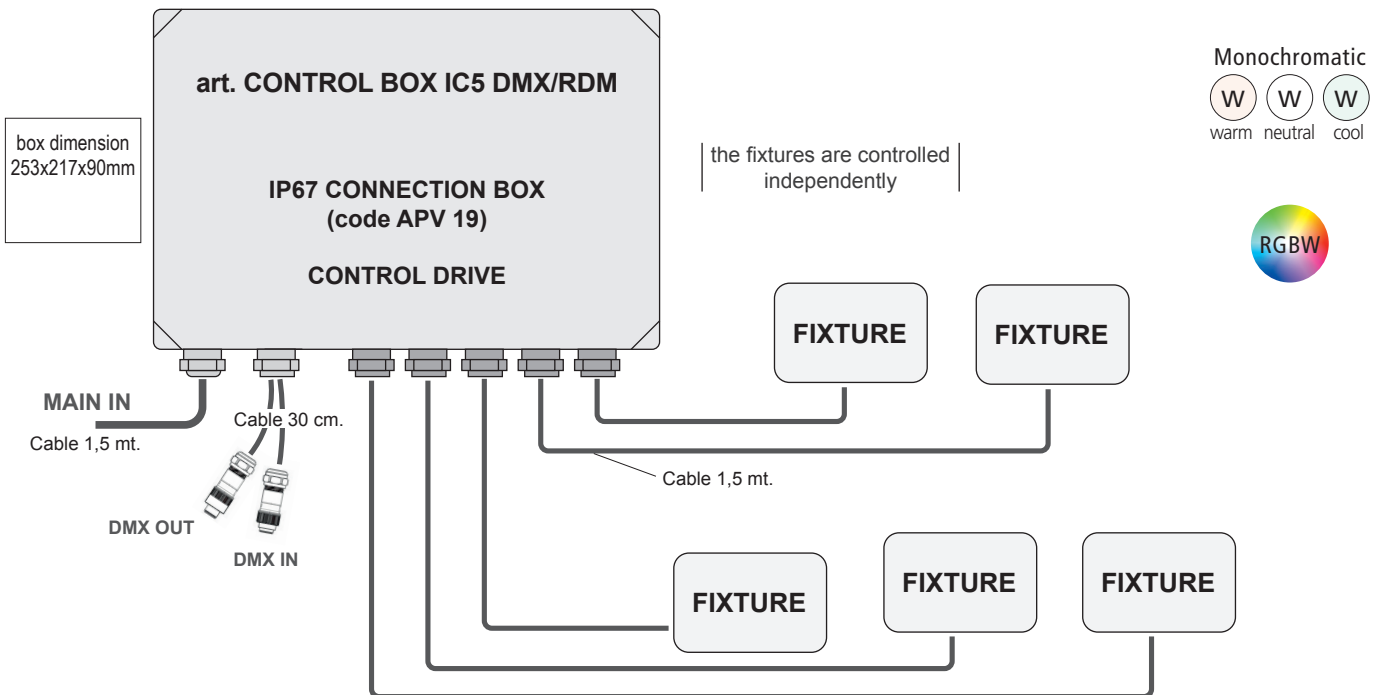 art. CONTROL BOX IC5 DMX/RDM
box dimension
253x217x90mm
IP67 CONNECTION BOX
(code APV 19)
CONTROL DRIVE
the fixtures are controlled
independently
Monochromatic
W W W
warm neutral cool
RGBW
FIXTURE FIXTURE
MAIN IN
Cable 1,5 mt.
Cable 30 cm.
Cable 1,5 mt.
DMX OUT
DMX IN
FIXTURE FIXTURE FIXTURE